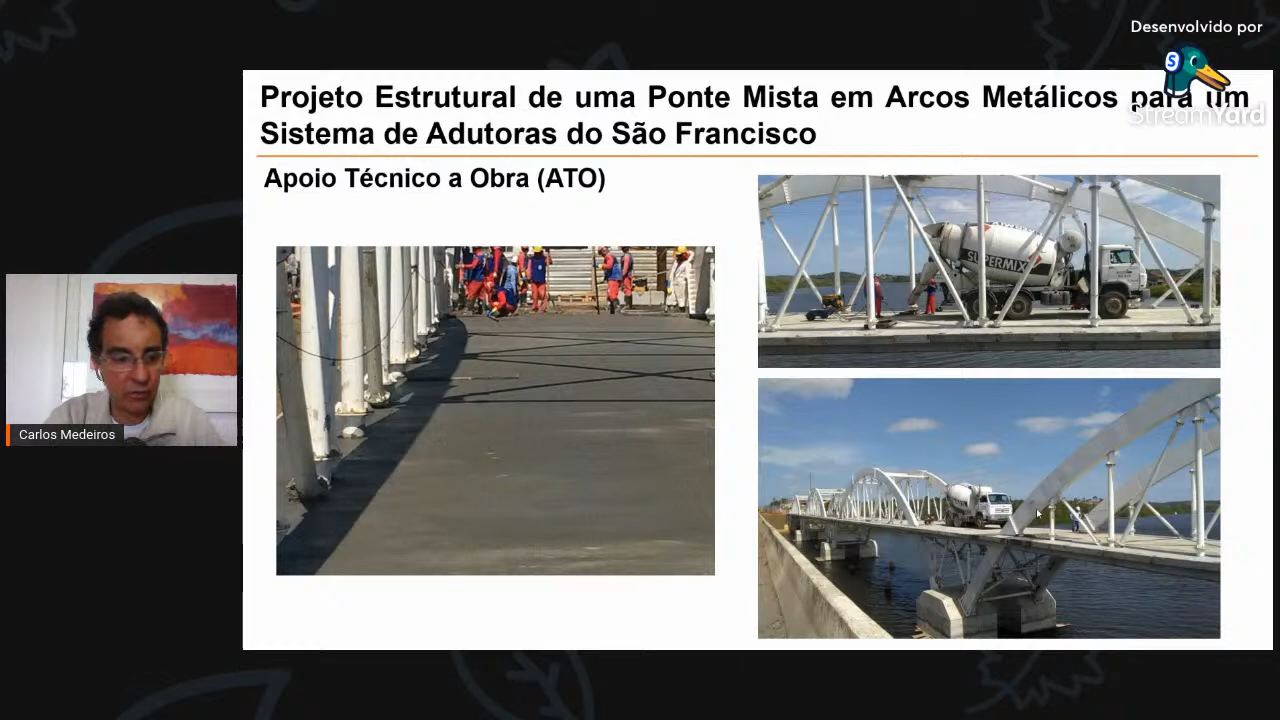 Desenvolvido por
StreamYard
Projeto Estrutural de uma Ponte Mista em Arcos Metálicos para um
Sistema de Adutoras do São Francisco
Apoio Técnico a Obra (ATO)
SUPERMIX
Carlos Medeiros